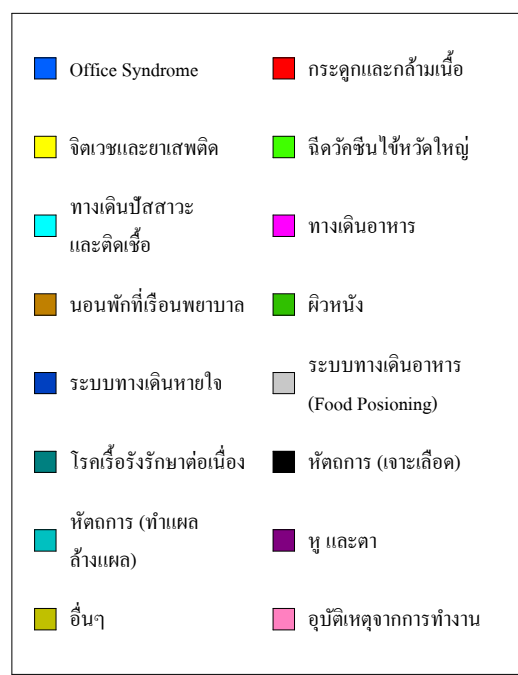 Office Syndrome
กระดูกและกล้ามเนื้อ
จิตเวชและยาเสพติด
ฉีดวัคซีนไข้หวัดใหญ่
ทางเดินปัสสาวะ
และติดเชื้อ
ทางเดินอาหาร
นอนพักที่เรือนพยาบาล
ผิวหนัง
ระบบทางเดินหายใจ
ระบบทางเดินอาหาร
(Food Posioning)
โรคเรื้อรังรักษาต่อเนื่อง
หัตถการ (เจาะเลือด)
หัตถการ (ทำแผล
ล้างแผล)
หู และตา
อื่นๆ
อุบัติเหตุจากการทำงาน